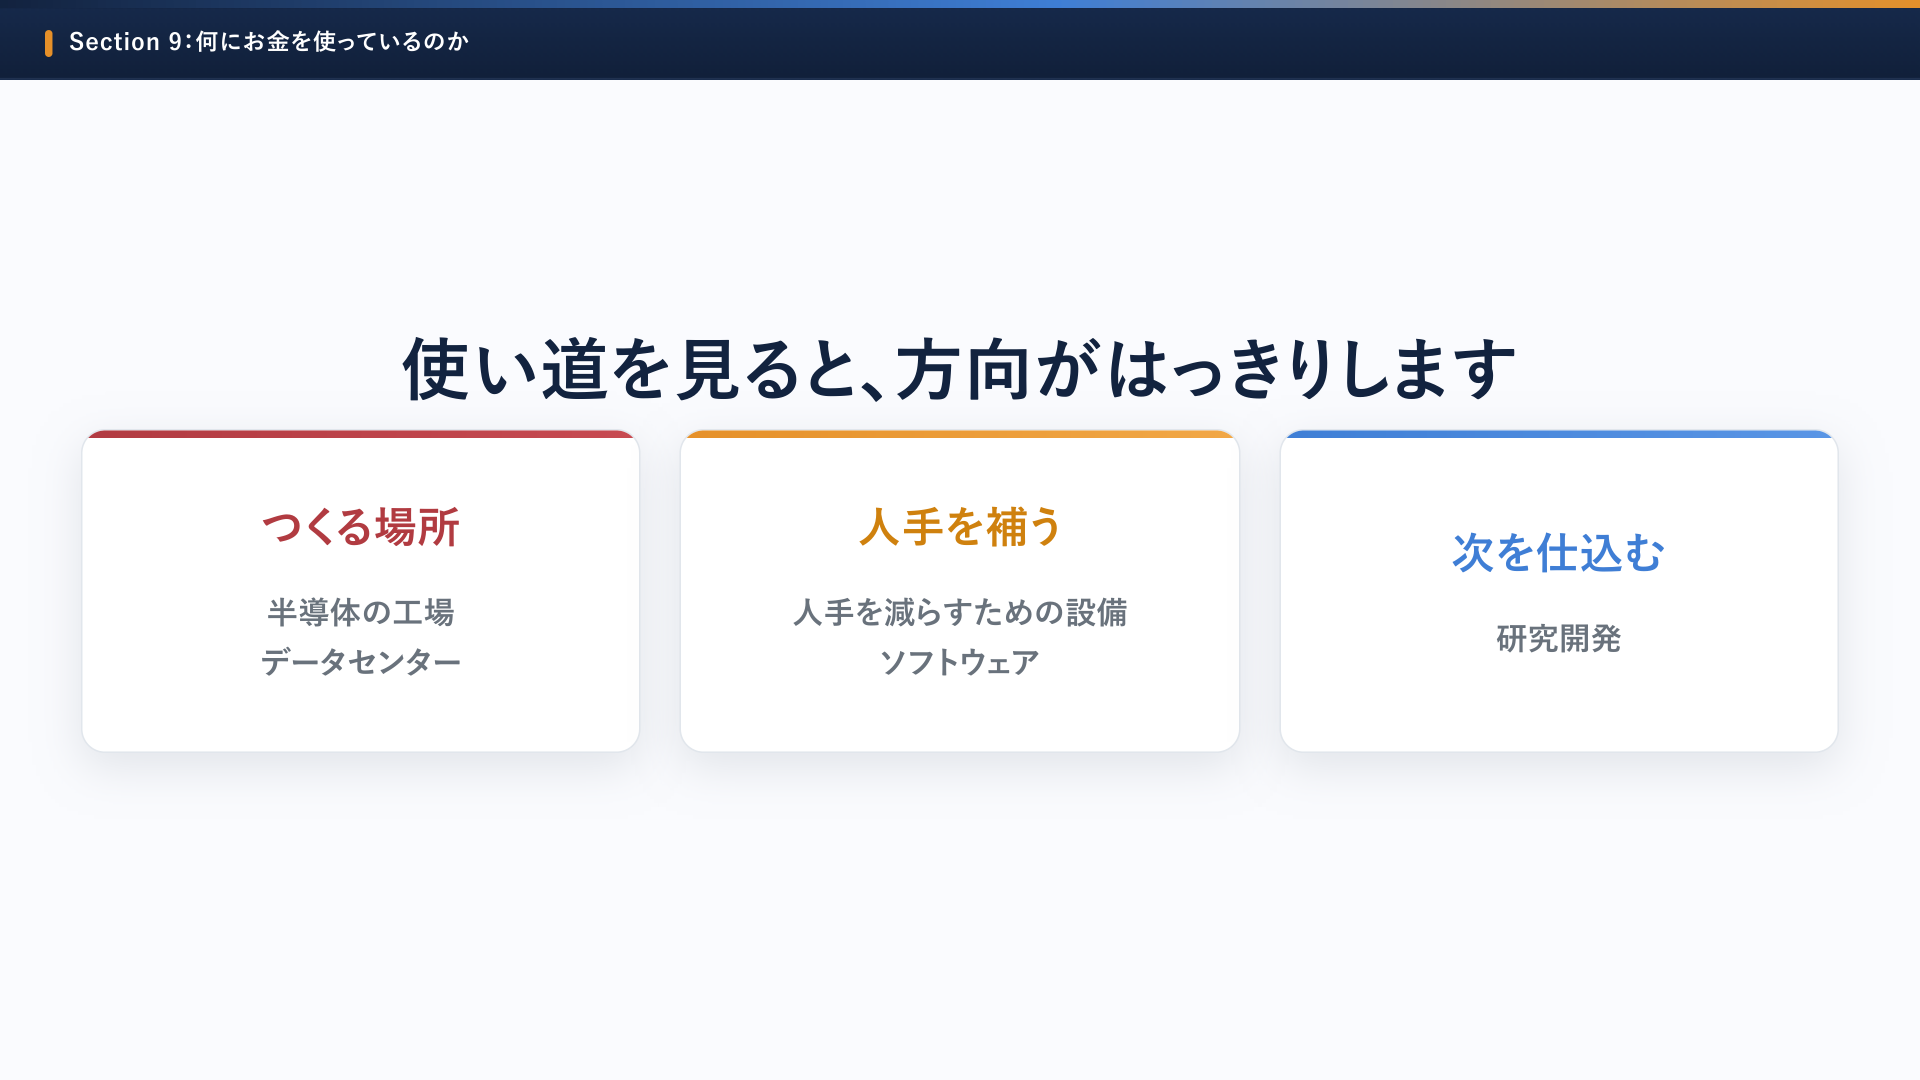 Section 9：何にお金を使っているのか
使い道を見ると、方向がはっきりします
つくる場所
半導体の工場
データセンター
人手を補う
人手を減らすための設備
ソフトウェア
次を仕込む
研究開発